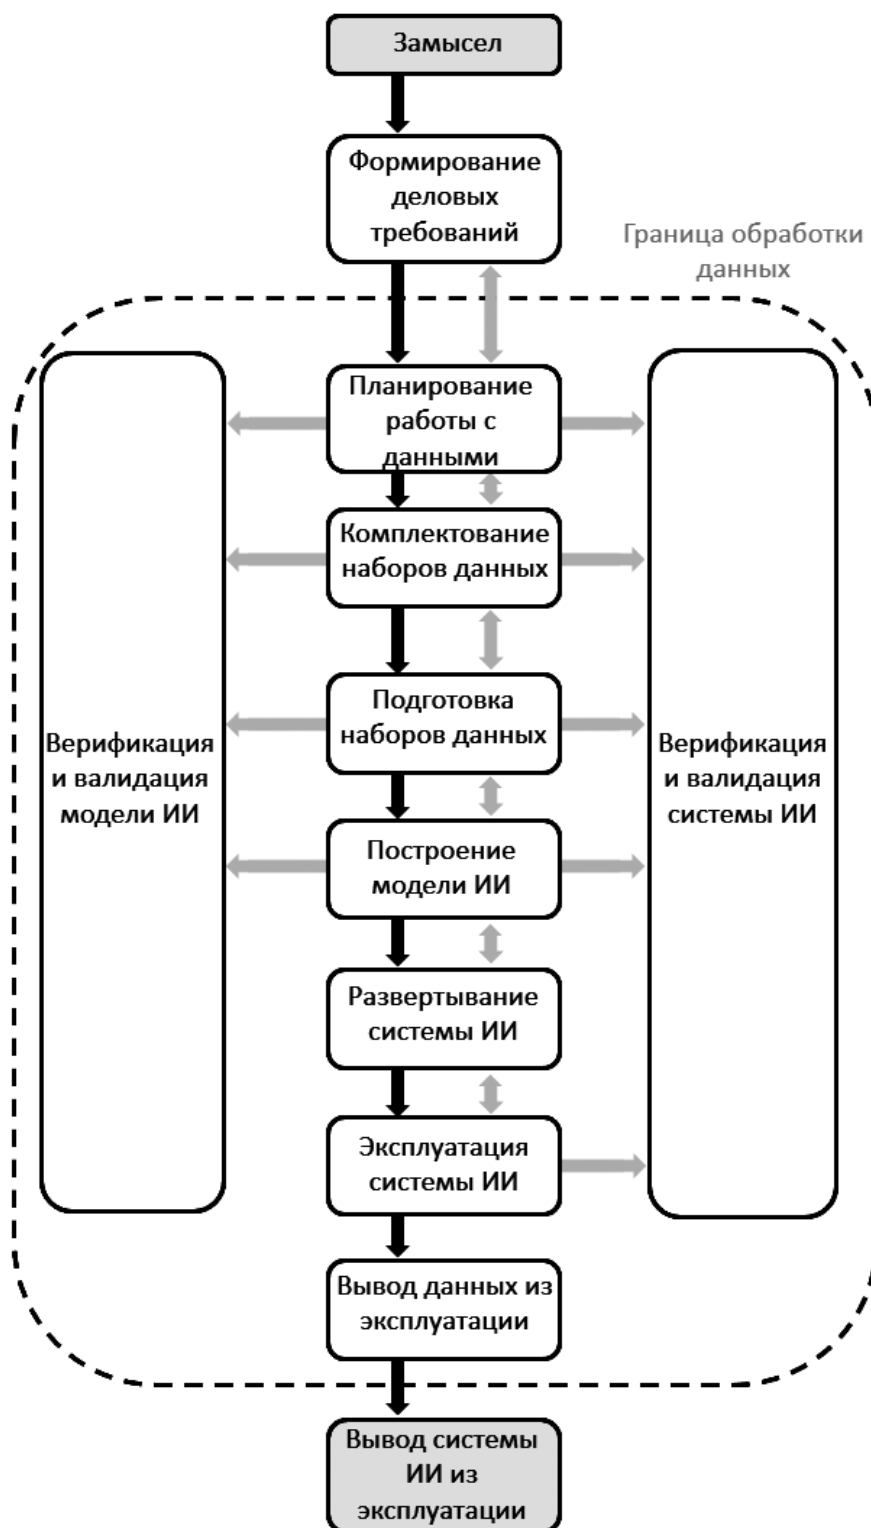 Замысел
Формирование
деловых
требований
Граница обработки
данных
Планирование
работы с
данными
Комплектование
наборов данных
Подготовка
наборов данных
Верификация
и валидация
модели ИИ
Верификация
и валидация
системы ИИ
Построение
модели ИИ
Развертывание
системы ИИ
Эксплуатация
системы ИИ
Вывод данных из
эксплуатации
Вывод системы
ИИ из
эксплуатации